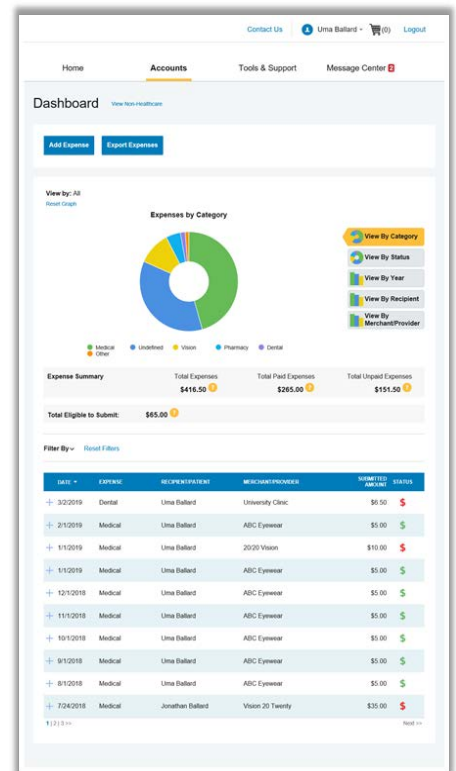 Contact Us Uma Ballard (0) Logout
Home Accounts Tools & Support Message Center 2
Dashboard View Non-Healthcare
Add Expense Export Expenses
View by: All
Reset Graph
Expenses by Category
View By Category
View By Status
View By Year
View By Recipient
View By
Merchant/Provider
Medical Undefined Vision Pharmacy Dental
Other
Expense Summary Total Expenses Total Paid Expenses Total Unpaid Expenses
$416.50 ? $265.00 ? $151.50 ?
Total Eligible to Submit: $65.00 ?
Filter By Reset Filters
DATE EXPENSE RECIPIENT/PATIENT MERCHANT/PROVIDER SUBMITTED AMOUNT STATUS
+ 3/2/2019 Dental Uma Ballard University Clinic $6.50 $
+ 2/1/2019 Medical Uma Ballard ABC Eyewear $5.00 $
+ 1/1/2019 Medical Uma Ballard 20/20 Vision $10.00 $
+ 1/1/2019 Medical Uma Ballard ABC Eyewear $5.00 $
+ 12/1/2018 Medical Uma Ballard ABC Eyewear $5.00 $
+ 11/1/2018 Medical Uma Ballard ABC Eyewear $5.00 $
+ 10/1/2018 Medical Uma Ballard ABC Eyewear $5.00 $
+ 9/1/2018 Medical Uma Ballard ABC Eyewear $5.00 $
+ 8/1/2018 Medical Uma Ballard ABC Eyewear $5.00 $
+ 7/24/2018 Medical Jonathan Ballard Vision 20 Twenty $35.00 $
1 | 2 | 3 >> Next >>